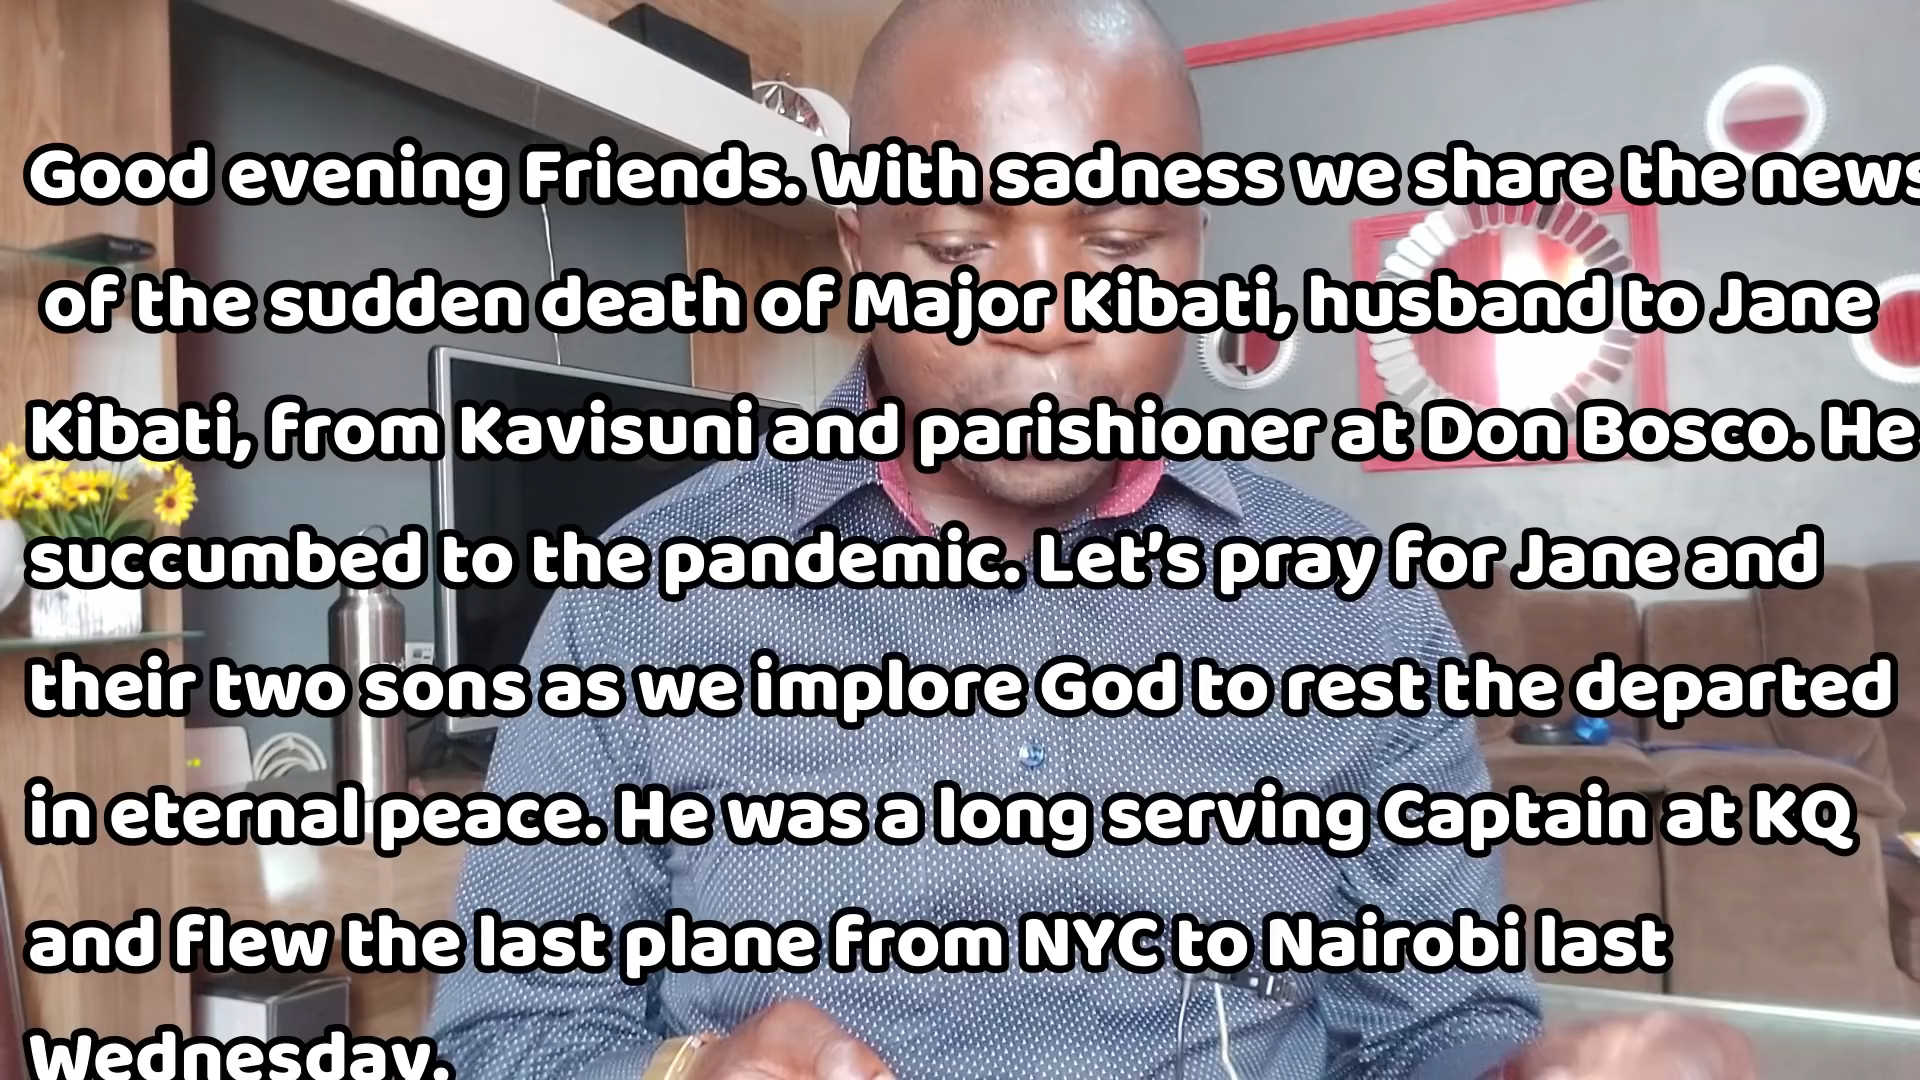 Good evening Friends. With sadness we share the news
of the sudden death of Major Kibati, husband to Jane
Kibati, from Kavisuni and parishioner at Don Bosco. He
succumbed to the pandemic. Let’s pray for Jane and
their two sons as we implore God to rest the departed
in eternal peace. He was a long serving Captain at KQ
and flew the last plane from NYC to Nairobi last
Wednesday.